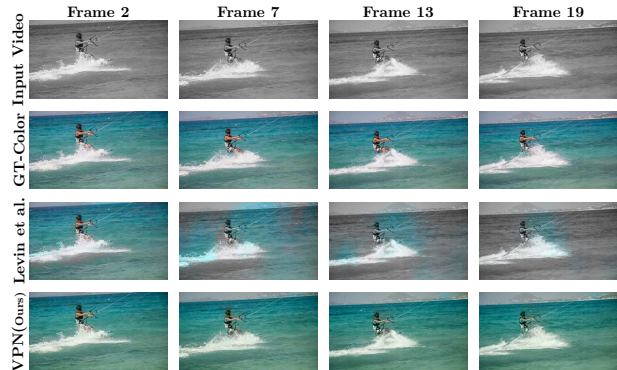 Frame 2 Frame 7 Frame 13 Frame 19
Input Video
GT-Color
Levin et al.
VPN(Ours)